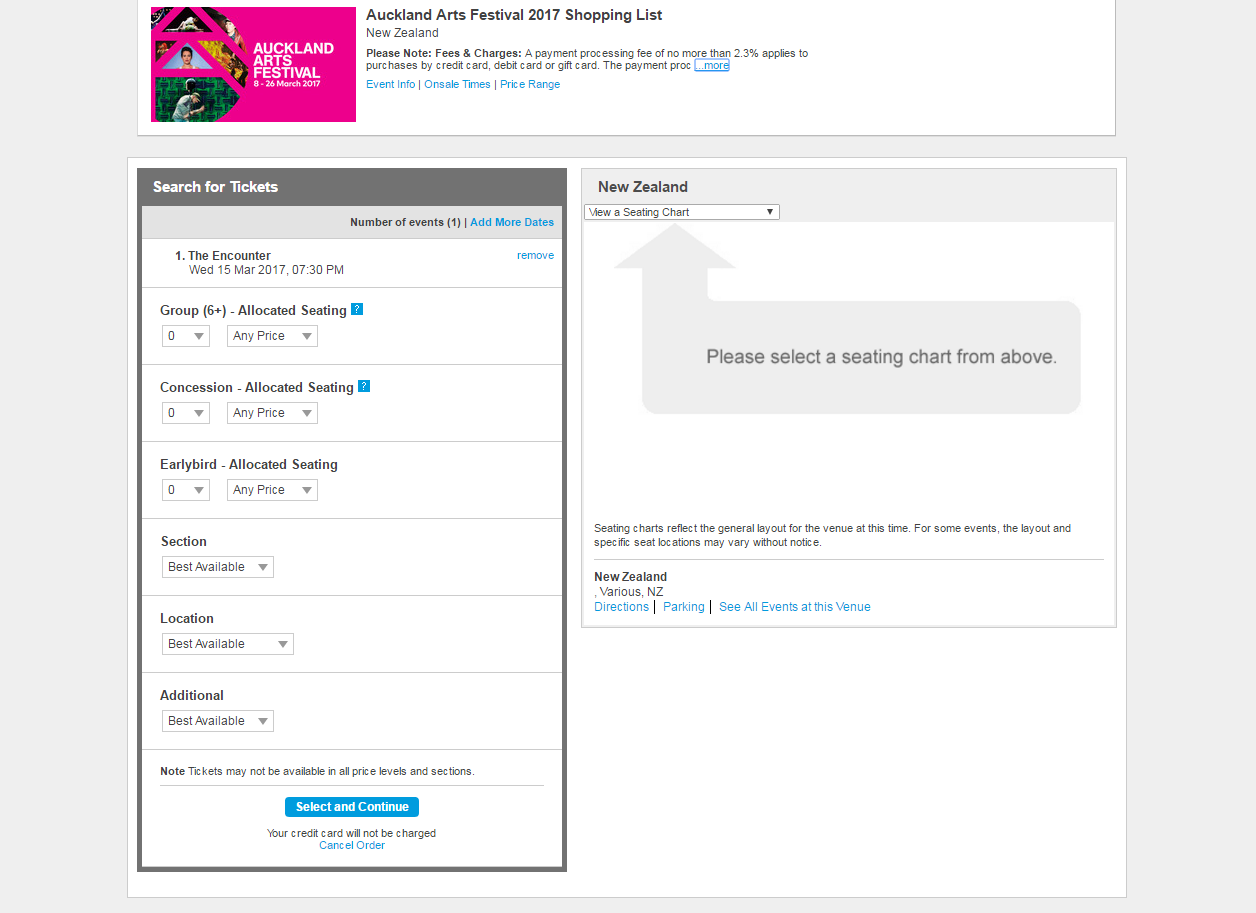 AUCKLAND
ARTS
FESTIVAL
8 - 26 March 2017
Auckland Arts Festival 2017 Shopping List
New Zealand
Please Note: Fees & Charges: A payment processing fee of no more than 2.3% applies to
purchases by credit card, debit card or gift card. The payment proc ...more
Event Info | Onsale Times | Price Range
Search for Tickets
Number of events (1) | Add More Dates
1. The Encounter
remove
Wed 15 Mar 2017, 07:30 PM
Group (6+) - Allocated Seating ?
0 Any Price
Concession - Allocated Seating ?
0 Any Price
Earlybird - Allocated Seating
0 Any Price
Section
Best Available
Location
Best Available
Additional
Best Available
Note Tickets may not be available in all price levels and sections.
Select and Continue
Your credit card will not be charged
Cancel Order
New Zealand
View a Seating Chart
Please select a seating chart from above.
Seating charts reflect the general layout for the venue at this time. For some events, the layout and
specific seat locations may vary without notice.
New Zealand
, Various, NZ
Directions | Parking | See All Events at this Venue